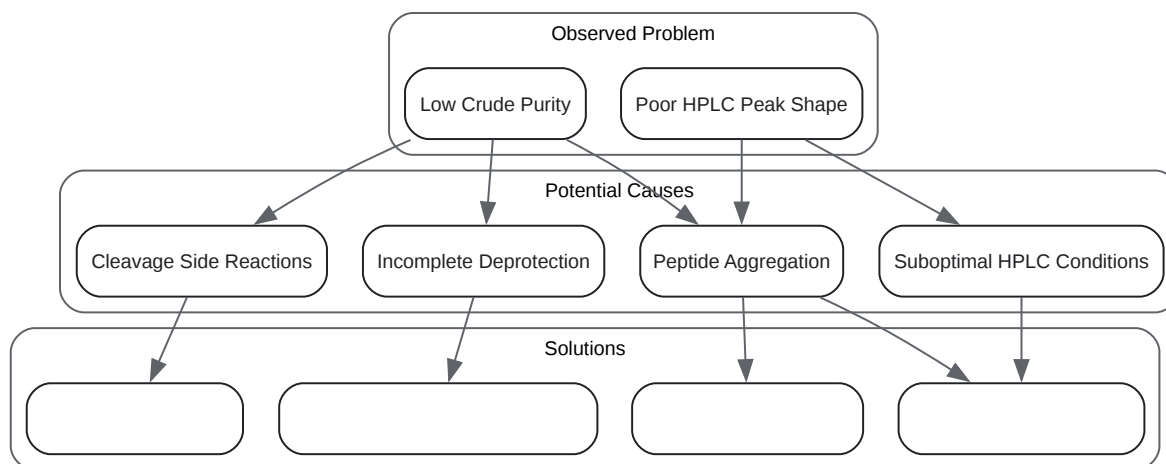 Observed Problem
Low Crude Purity
Poor HPLC Peak Shape
Potential Causes
Cleavage Side Reactions
Incomplete Deprotection
Peptide Aggregation
Suboptimal HPLC Conditions
Solutions